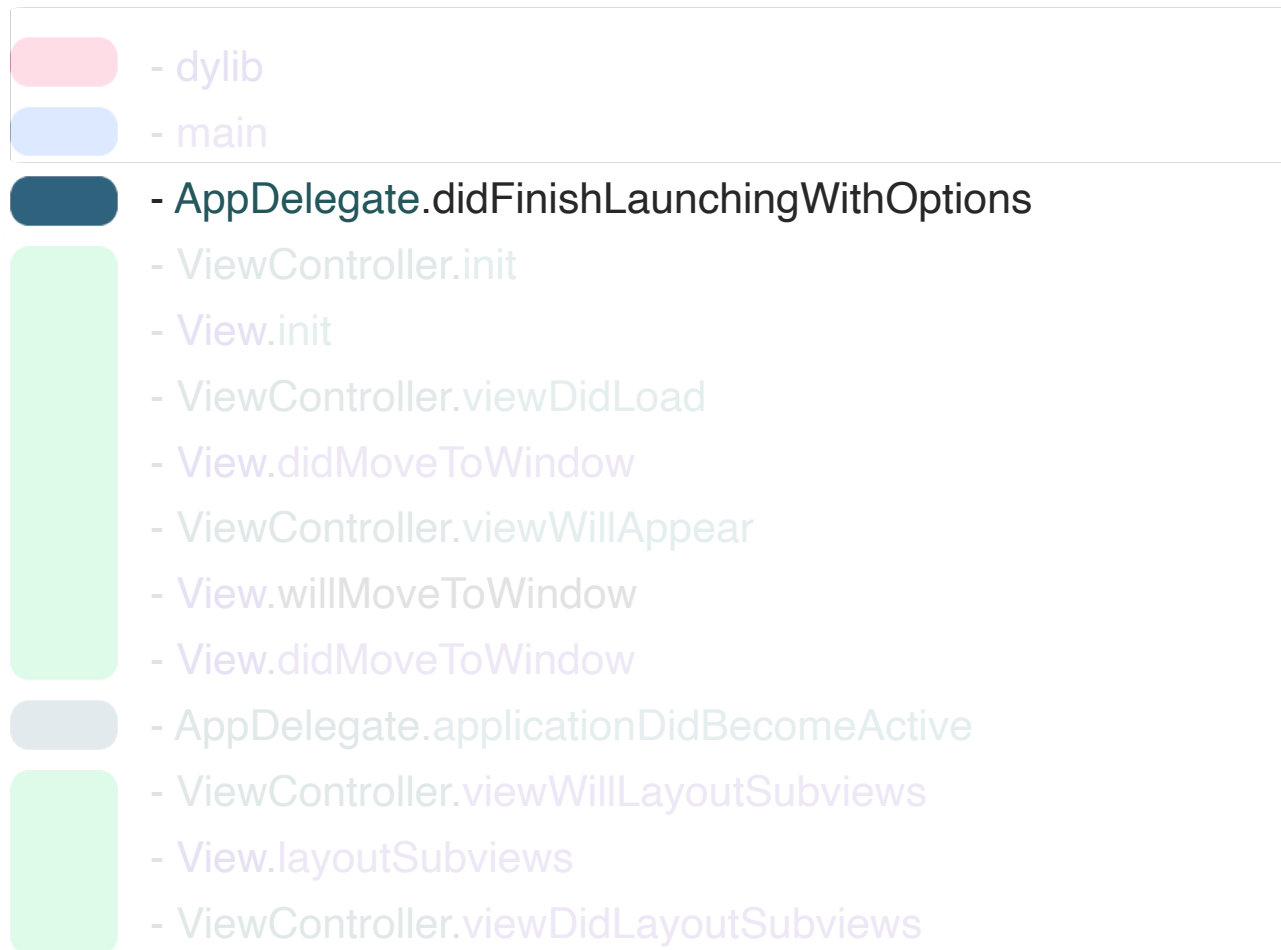 - dylib
- main
- AppDelegate.didFinishLaunchingWithOptions
- ViewController.init
- View.init
- ViewController.viewDidLoad
- View.didMoveToWindow
- ViewController.viewWillAppear
- View.willMoveToWindow
- View.didMoveToWindow
- AppDelegate.applicationDidBecomeActive
- ViewController.viewWillLayoutSubviews
- View.layoutSubviews
- ViewController.viewDidLayoutSubviews